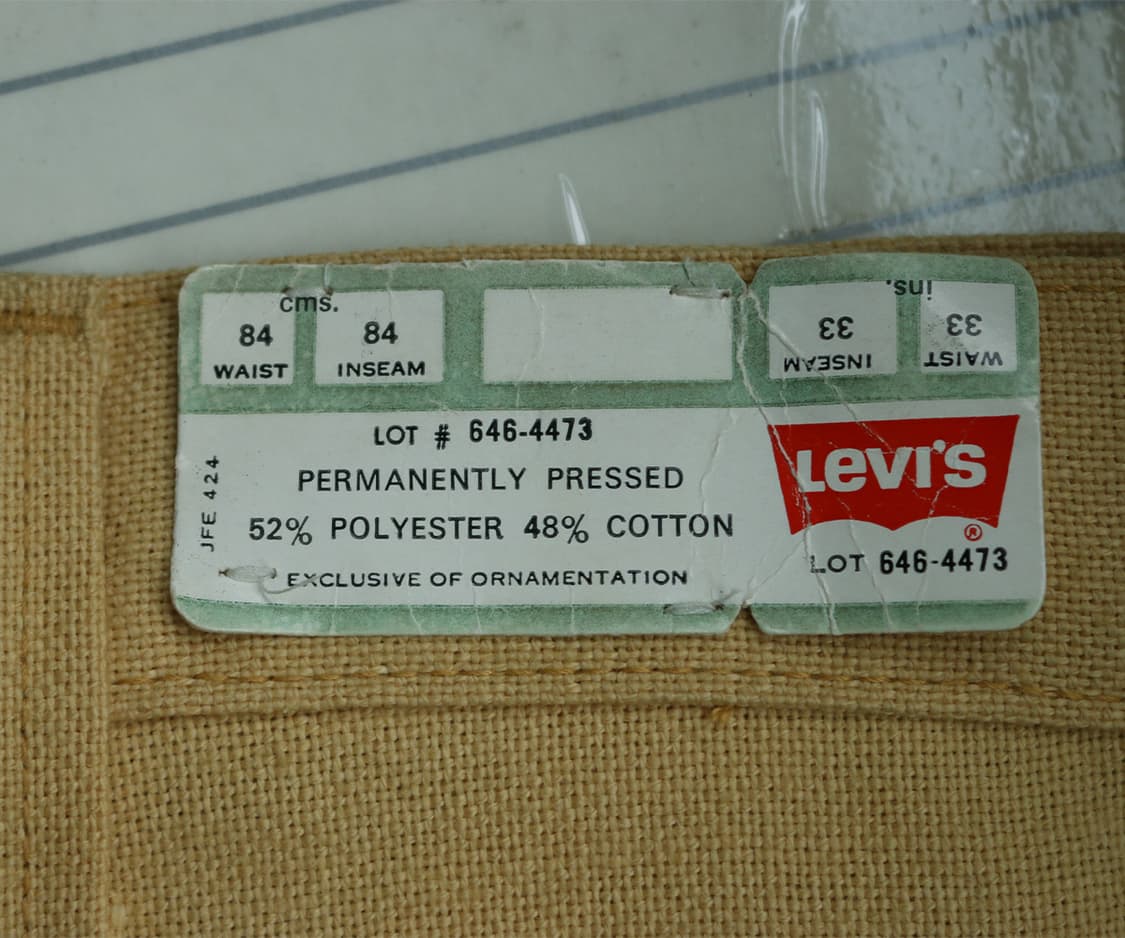 cms.
84 84
WAIST INSEAM
ins.
WAIST INSEAM
33 33
LOT # 646-4473
PERMANENTLY PRESSED
52% POLYESTER 48% COTTON
EXCLUSIVE OF ORNAMENTATION
JFE 424
LEVI'S
®
LOT 646-4473